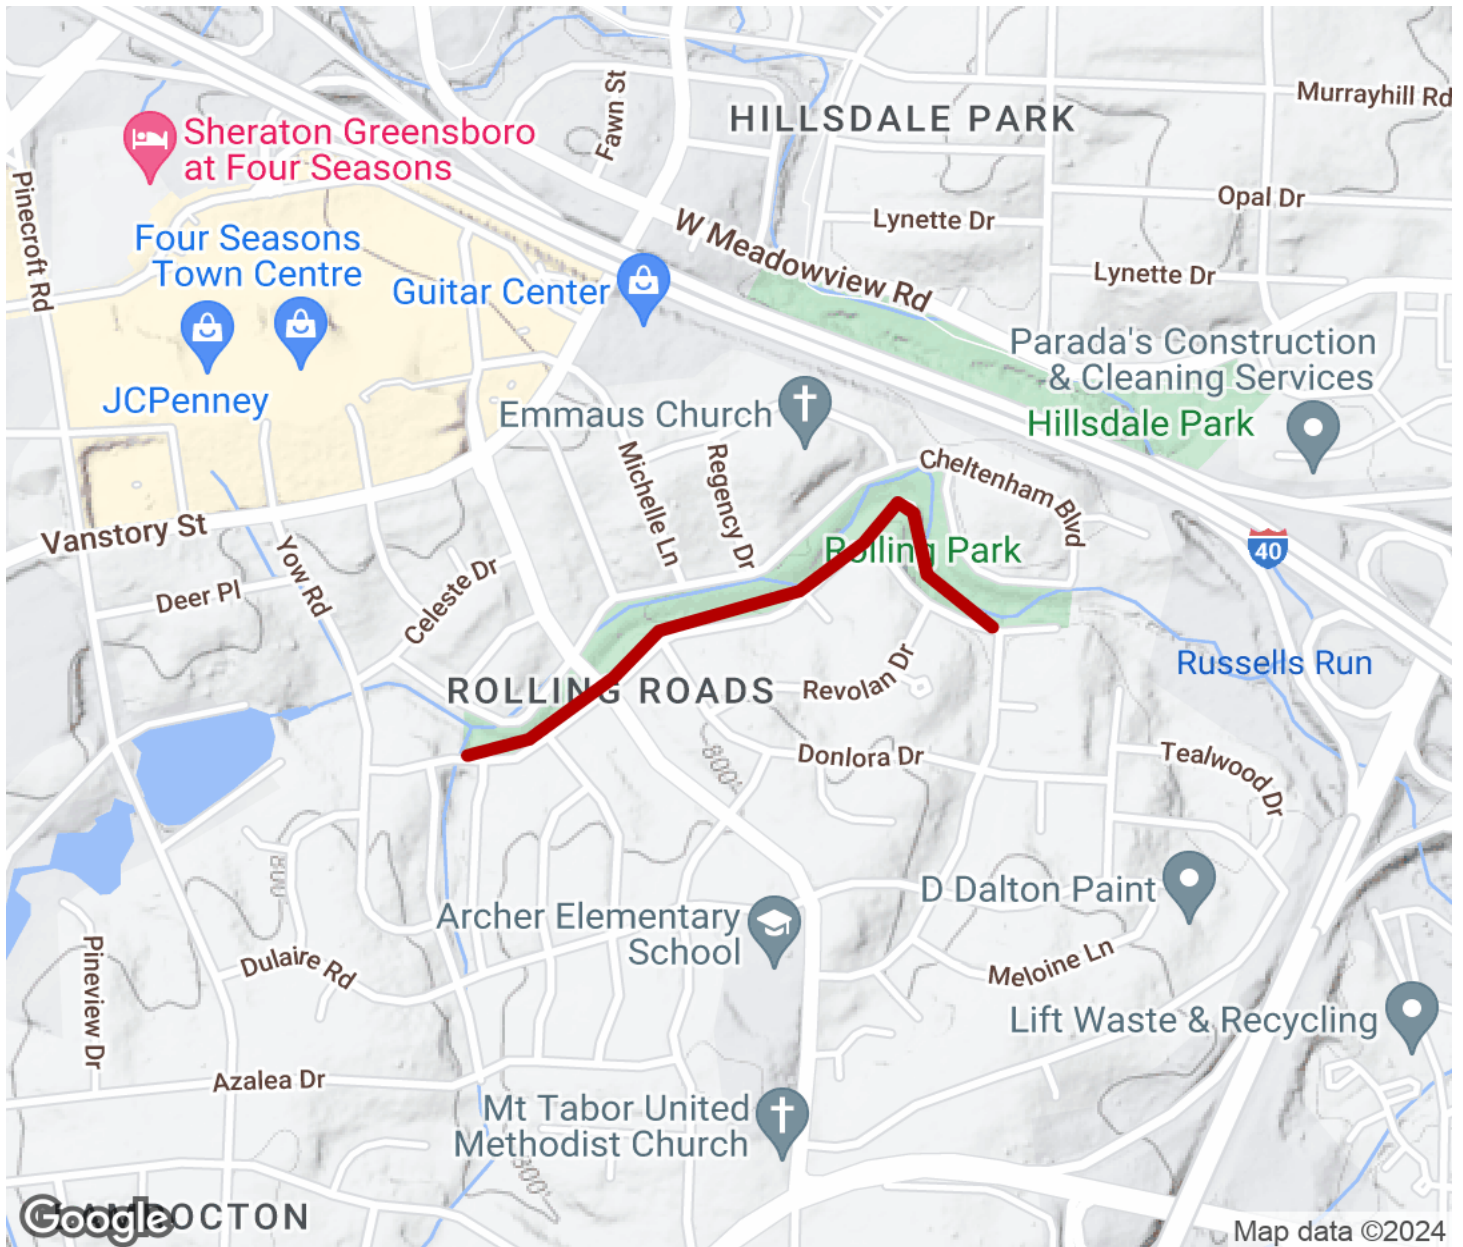 Murrayhill Rd
Fawn St
HILLSDALE PARK
Sheraton Greensboro
at Four Seasons
Pinecroft Rd
Opal Dr
Lynette Dr
W Meadowview Rd
Four Seasons
Town Centre
Lynette Dr
Guitar Center
Parada's Construction
& Cleaning Services
JCPenney
Emmaus Church
Hillsdale Park
Cheltenham Blvd
Michelle Ln
Regency Dr
Vanstory St
Rolling Park
40
Yow Rd
Celeste Dr
Deer Pl
Russells Run
ROLLING ROADS
Revolan Dr
800'
Donlora Dr
Tealwood Dr
800
D Dalton Paint
Archer Elementary
School
Pineview Dr
Dulaire Rd
Meloine Ln
Lift Waste & Recycling
Azalea Dr
Mt Tabor United
Methodist Church
800'
Google
OCTON
Map data ©2024